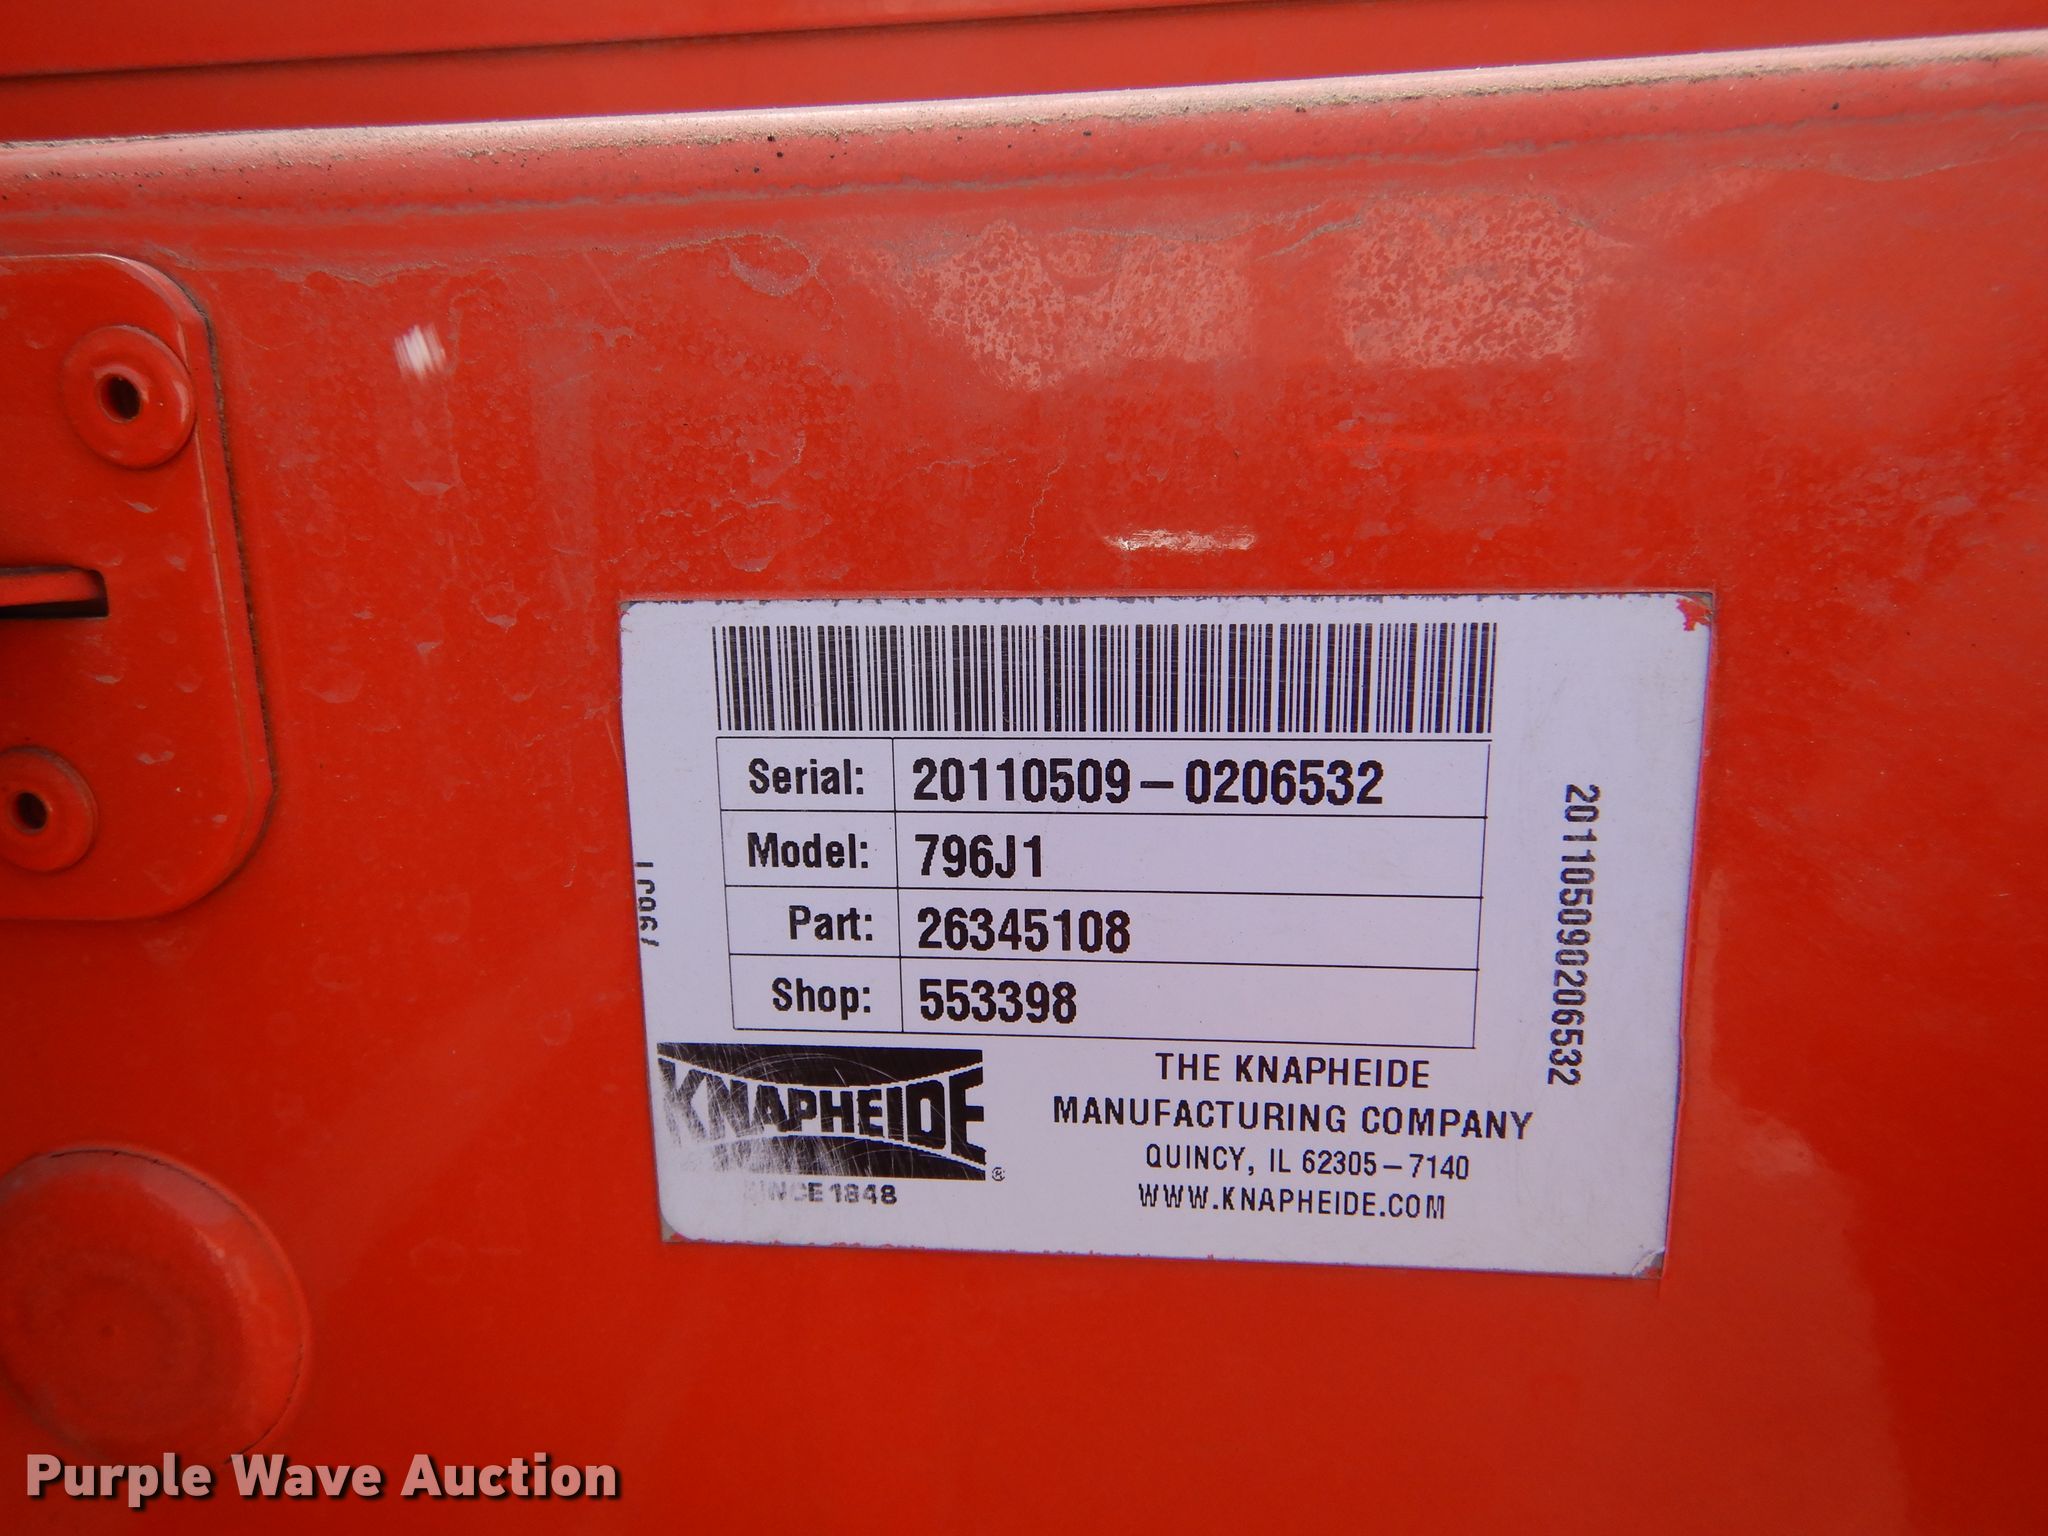 Serial: 20110509-0206532
Model: 796J1
Part: 26345108
Shop: 553398
796J1
201105090206532
KNAPHEIDE
®
SINCE 1848
THE KNAPHEIDE
MANUFACTURING COMPANY
QUINCY, IL 62305-7140
WWW.KNAPHEIDE.COM
Purple Wave Auction